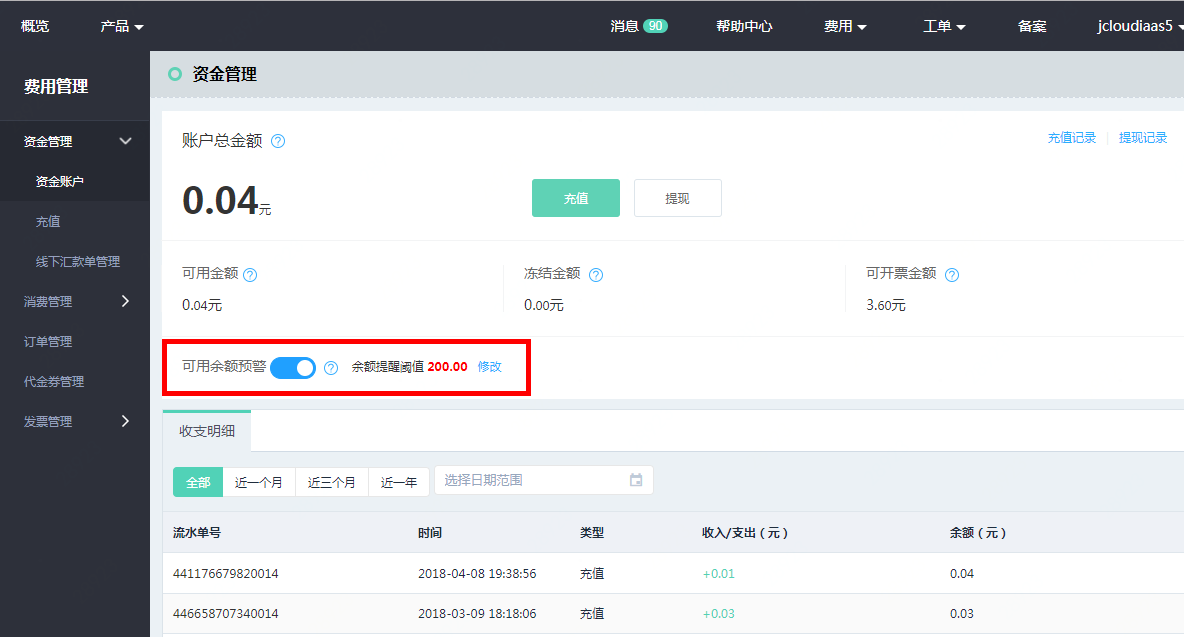 概览 产品 消息 90 帮助中心 费用 工单 备案 jcloudiaas5
费用管理
资金管理
资金账户
充值
线下汇款单管理
消费管理
订单管理
代金券管理
发票管理
资金管理
账户总金额 ? 充值记录 提现记录
0.04元 充值 提现
可用金额 ? 冻结金额 ? 可开票金额 ?
0.04元 0.00元 3.60元
可用余额预警 ? 余额提醒阈值 200.00 修改
收支明细
全部 近一个月 近三个月 近一年 选择日期范围
流水单号 时间 类型 收入/支出（元） 余额（元）
441176679820014 2018-04-08 19:38:56 充值 +0.01 0.04
446658707340014 2018-03-09 18:18:06 充值 +0.03 0.03